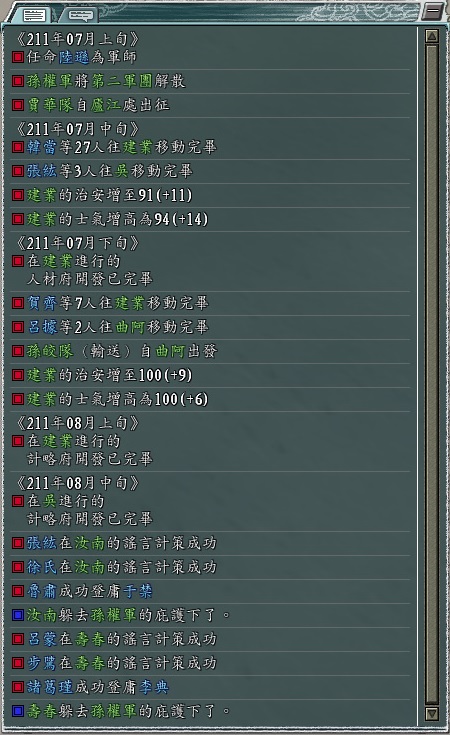 《211年07月上旬》
任命陸遜為軍師
孫權軍將第二軍團解散
賈華隊自廬江處出征
《211年07月中旬》
韓當等27人往建業移動完畢
張紘等3人往吳移動完畢
建業的治安增至91(+11)
建業的士氣增高為94(+14)
《211年07月下旬》
在建業進行的
人材府開發已完畢
賀齊等7人往建業移動完畢
呂據等2人往曲阿移動完畢
孫皎隊（輸送）自曲阿出發
建業的治安增至100(+9)
建業的士氣增高為100(+6)
《211年08月上旬》
在建業進行的
計略府開發已完畢
《211年08月中旬》
在吳進行的
計略府開發已完畢
張紘在汝南的謠言計策成功
徐氏在汝南的謠言計策成功
魯肅成功登庸于禁
汝南躲去孫權軍的庇護下了。
呂蒙在壽春的謠言計策成功
步騭在壽春的謠言計策成功
諸葛瑾成功登庸李典
壽春躲去孫權軍的庇護下了。